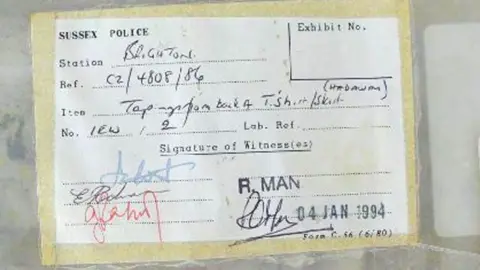 SUSSEX POLICE
Exhibit No.
Station BRIGHTON.
Ref. C2/4808/86
(HADAWAY)
Item Tapings from back of T.Shirt/Skirt
No. IEW . 2 Lab. Ref.
Signature of Witness(es)
R. MAN
04 JAN 1994
Form C.56 (6/80)